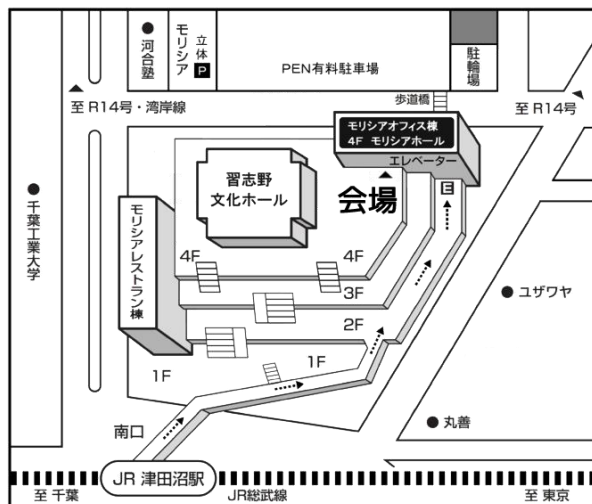 河合塾
モリシア
立体
P
PEN有料駐車場
駐輪場
至 R14号・湾岸線
歩道橋
至 R14号
モリシアオフィス棟
4F モリシアホール
エレベーター
E
会場
習志野
文化ホール
千葉工業大学
モリシアレストラン棟
4F
4F
3F
2F
1F
1F
ユザワヤ
丸善
南口
JR 津田沼駅
至 千葉
JR総武線
至 東京